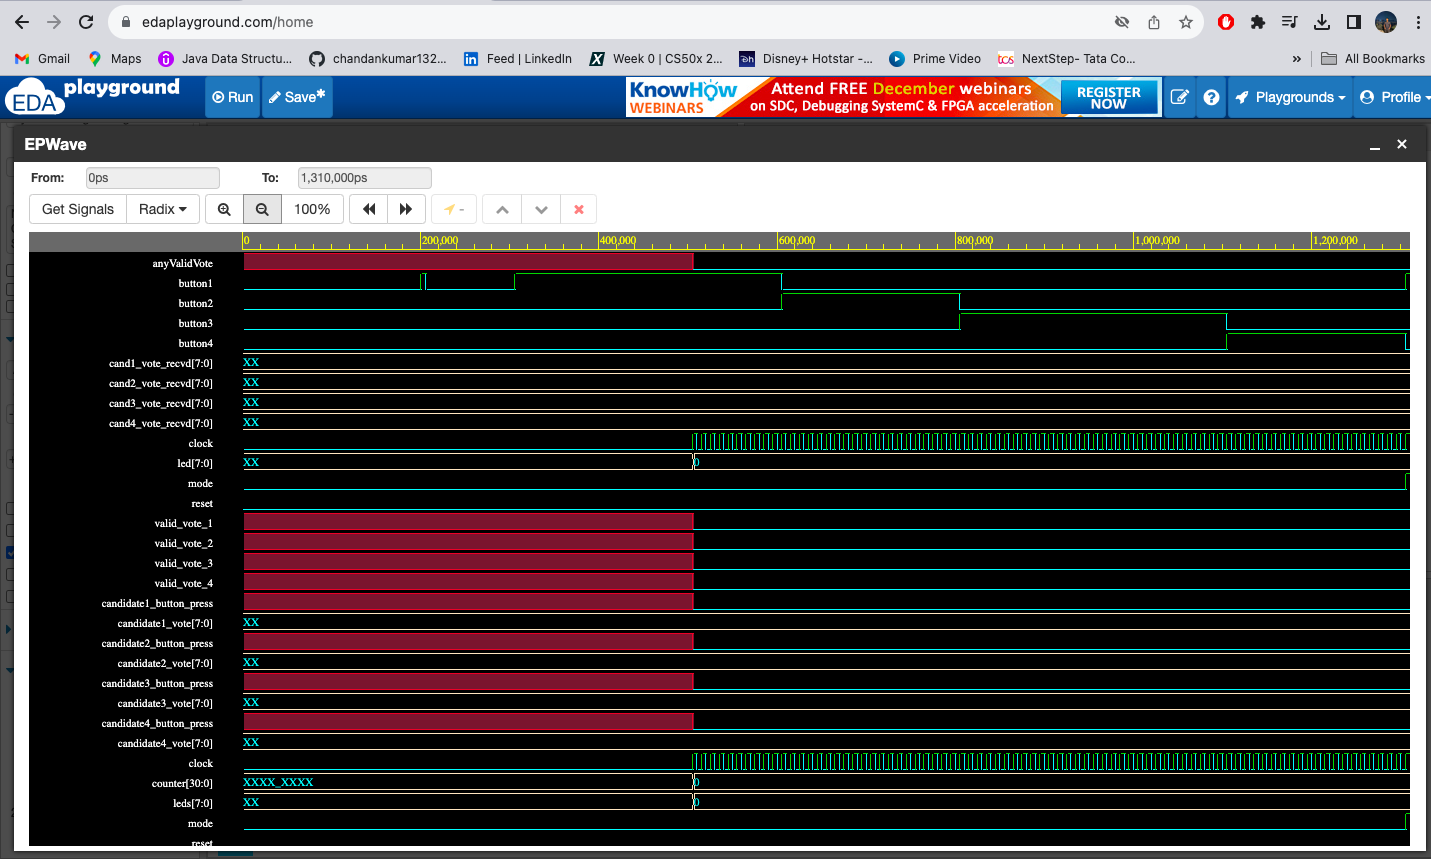 edaplayground.com/home
Gmail Maps Java Data Structu... chandankumar132... Feed | LinkedIn Week 0 | CS50x 2... Disney+ Hotstar -... Prime Video NextStep- Tata Co... » All Bookmarks
EDA playground Run Save* KnowHow WEBINARS Attend FREE December webinars on SDC, Debugging SystemC & FPGA acceleration REGISTER NOW Playgrounds Profile
EPWave
From: 0ps To: 1,310,000ps
Get Signals Radix 100% -
0 200,000 400,000 600,000 800,000 1,000,000 1,200,000
anyValidVote
button1
button2
button3
button4
cand1_vote_recvd[7:0] XX
cand2_vote_recvd[7:0] XX
cand3_vote_recvd[7:0] XX
cand4_vote_recvd[7:0] XX
clock
led[7:0] XX 0
mode
reset
valid_vote_1
valid_vote_2
valid_vote_3
valid_vote_4
candidate1_button_press
candidate1_vote[7:0] XX
candidate2_button_press
candidate2_vote[7:0] XX
candidate3_button_press
candidate3_vote[7:0] XX
candidate4_button_press
candidate4_vote[7:0] XX
clock
counter[30:0] XXXX_XXXX 0
leds[7:0] XX 0
mode
reset